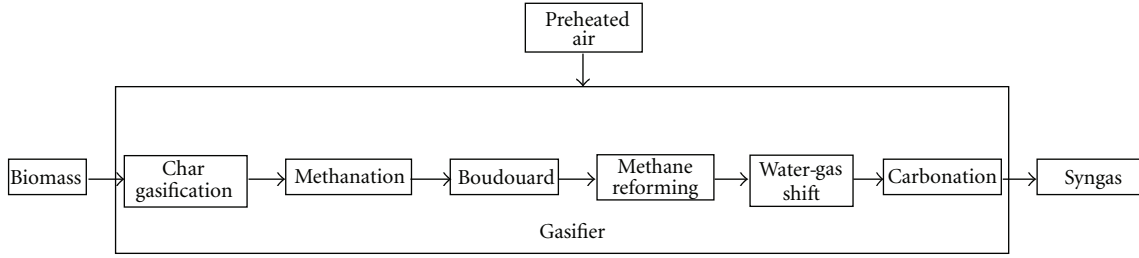 Preheated
air
Biomass
Char
gasification
Methanation
Boudouard
Methane
reforming
Water-gas
shift
Carbonation
Syngas
Gasifier